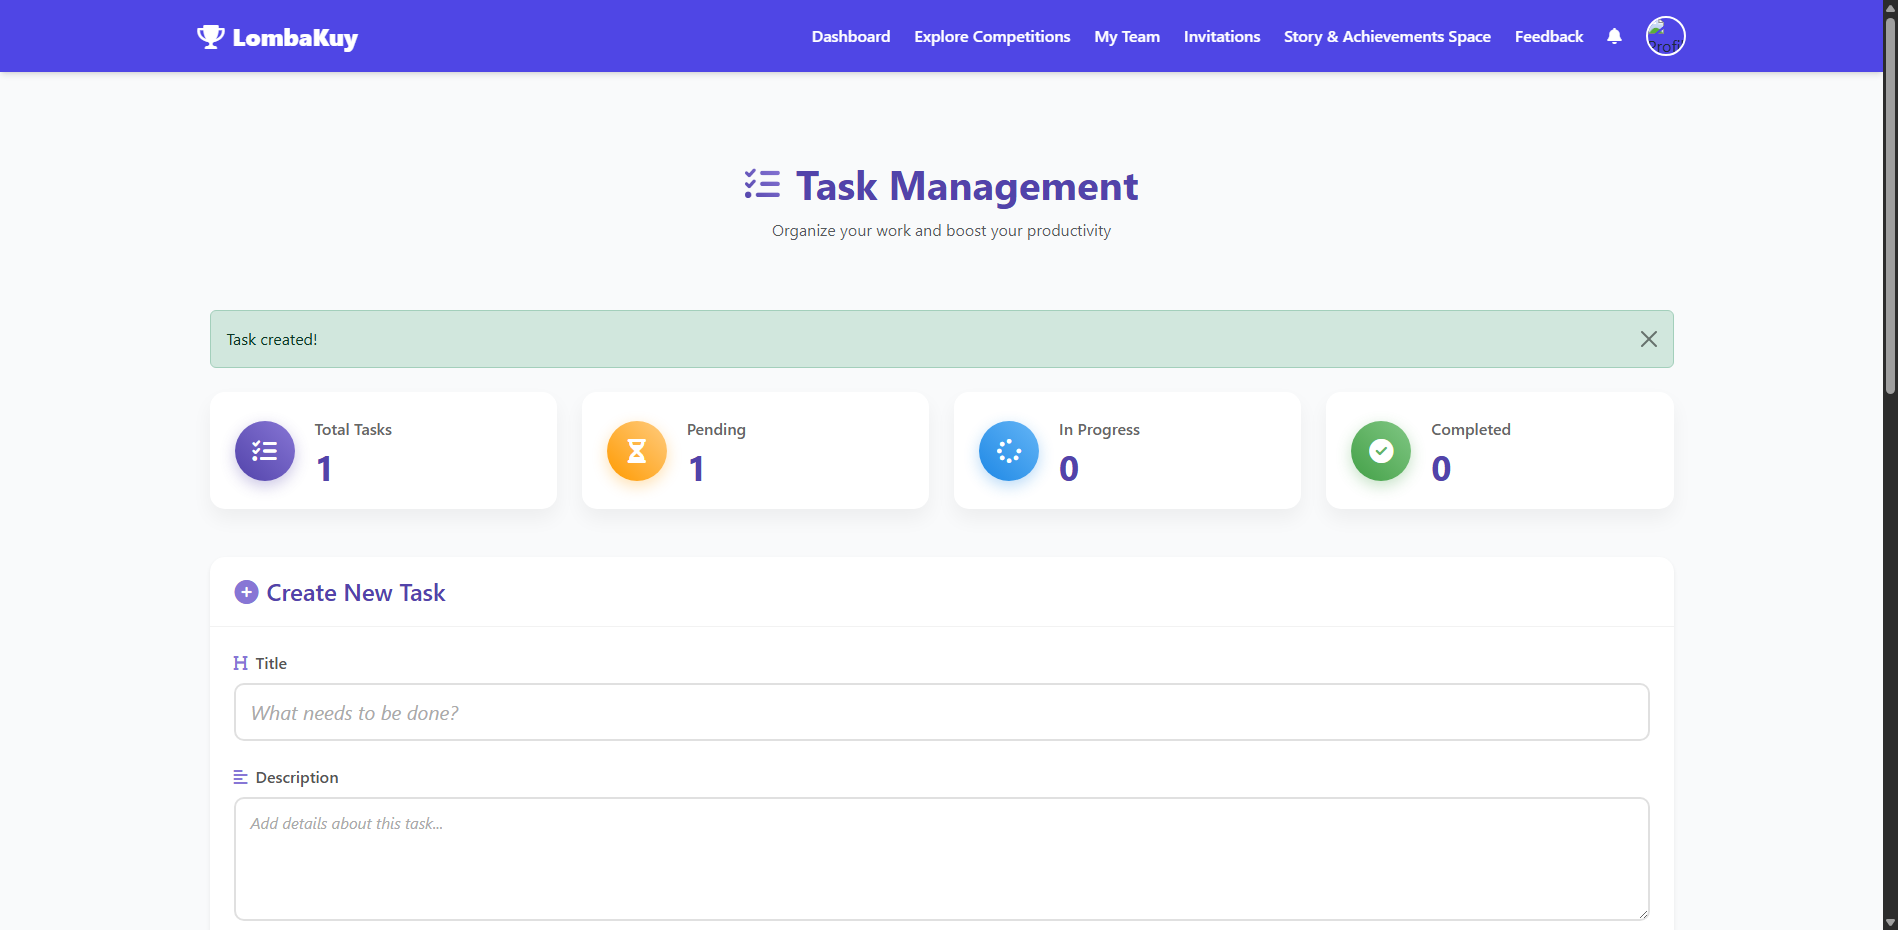 LombaKuy
Dashboard Explore Competitions My Team Invitations Story & Achievements Space Feedback
Profi
Task Management
Organize your work and boost your productivity
Task created!
Total Tasks
1
Pending
1
In Progress
0
Completed
0
Create New Task
Title
What needs to be done?
Description
Add details about this task...